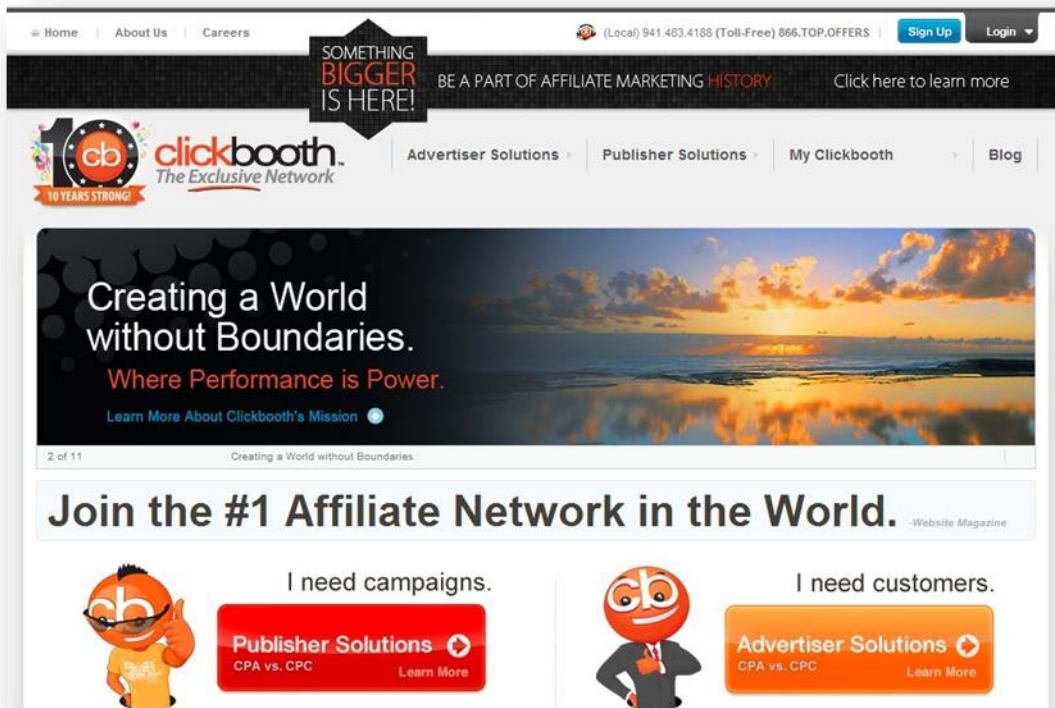 Home | About Us | Careers
(Local) 941.483.4188 (Toll-Free) 866.TOP.OFFERS |
Sign Up
Login
SOMETHING
BIGGER
IS HERE!
BE A PART OF AFFILIATE MARKETING HISTORY
Click here to learn more
10
cb
10 YEARS STRONG!
clickbooth™
The Exclusive Network
Advertiser Solutions
Publisher Solutions
My Clickbooth
Blog
Creating a World
without Boundaries.
Where Performance is Power.
Learn More About Clickbooth's Mission
2 of 11
Creating a World without Boundaries.
Join the #1 Affiliate Network in the World. -Website Magazine
cb
I need campaigns.
Publisher Solutions
CPA vs. CPC
Learn More
cb
I need customers.
Advertiser Solutions
CPA vs. CPC
Learn More